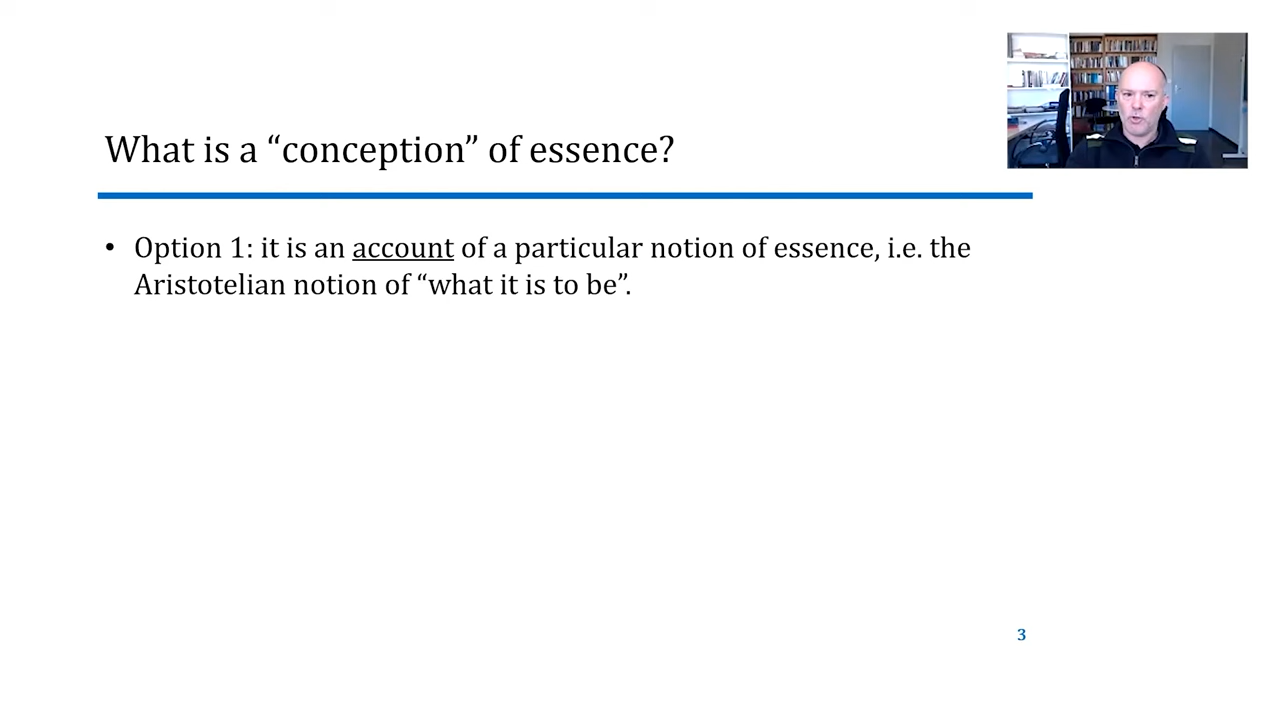 What is a “conception” of essence?
• Option 1: it is an account of a particular notion of essence, i.e. the
Aristotelian notion of “what it is to be”.
3